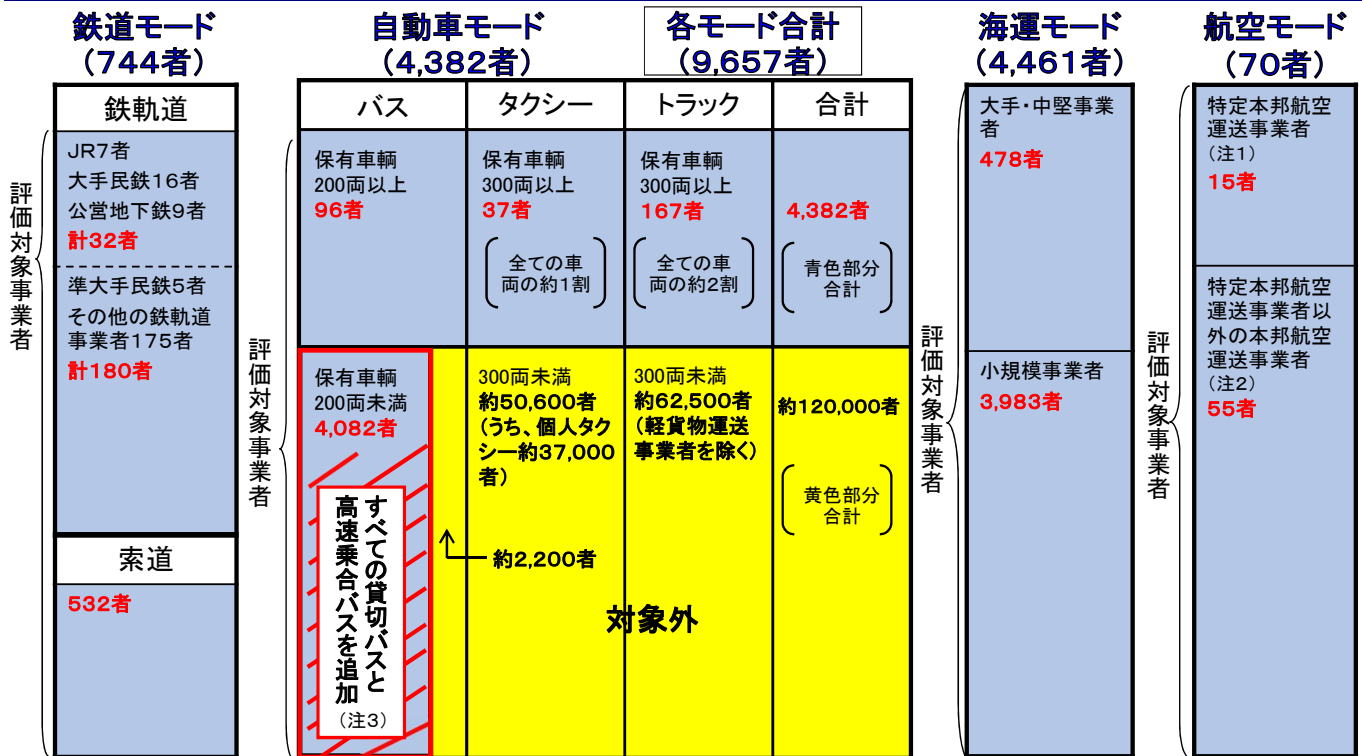 鉄道モード
（744者）
自動車モード
（4,382者）
各モード合計
（9,657者）
海運モード
（4,461者）
航空モード
（70者）
評価対象事業者
鉄軌道
JR7者
大手民鉄16者
公営地下鉄9者
計32者
準大手民鉄5者
その他の鉄軌道
事業者175者
計180者
索道
532者
評価対象事業者
バス
タクシー
トラック
合計
保有車輌
200両以上
96者
保有車輌
300両以上
37者
全ての車
両の約1割
保有車輌
300両以上
167者
全ての車
両の約2割
4,382者
青色部分
合計
保有車輌
200両未満
4,082者
すべての貸切バスと
高速乗合バスを追加
（注3）
300両未満
約50,600者
（うち、個人タク
シー約37,000
者）
約2,200者
300両未満
約62,500者
（軽貨物運送
事業者を除く）
約120,000者
黄色部分
合計
対象外
評価対象事業者
大手・中堅事業
者
478者
小規模事業者
3,983者
評価対象事業者
特定本邦航空
運送事業者
（注1）
15者
特定本邦航空
運送事業者以
外の本邦航空
運送事業者
（注2）
55者